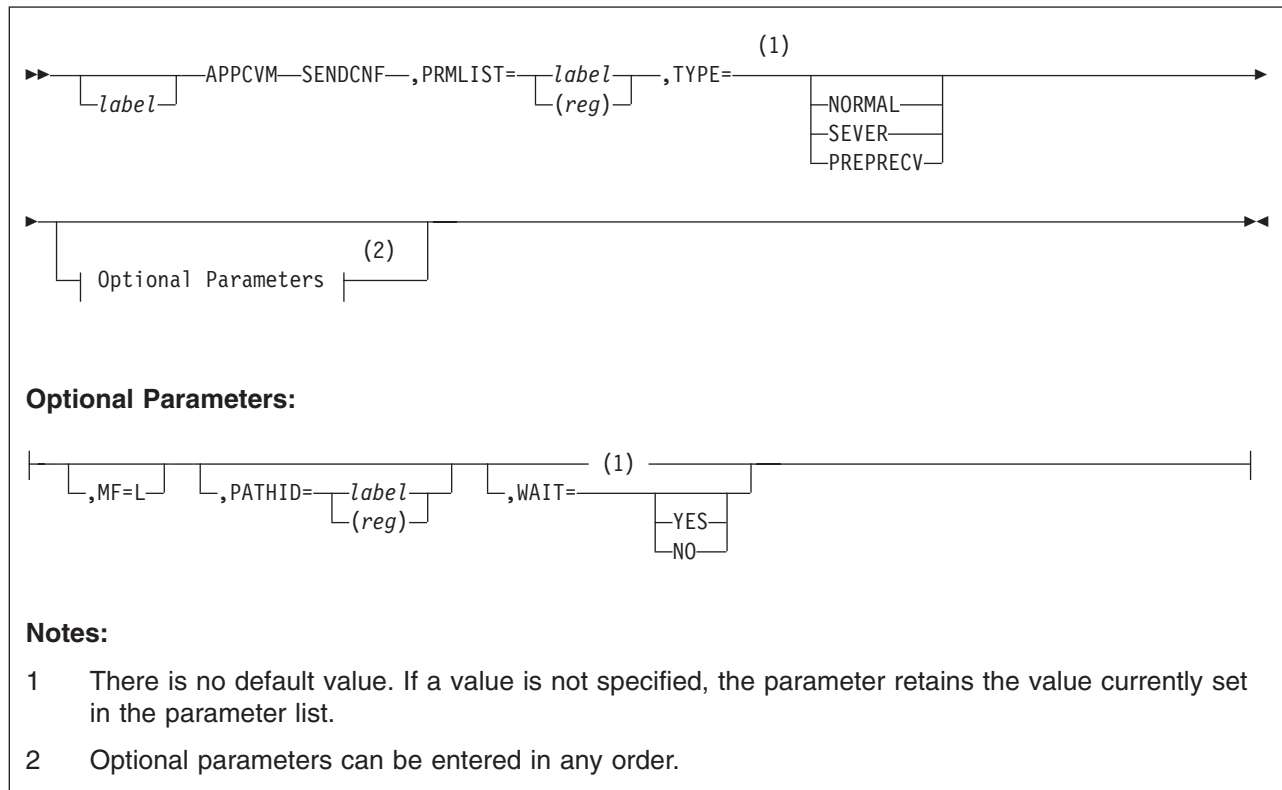 (1)
APPCVM SENDCNF ,PRMLIST= label ,TYPE=
label (reg) NORMAL
SEVER
PREPRECV
(2)
Optional Parameters
Optional Parameters:
(1)
,MF=L ,PATHID= label ,WAIT=
(reg) YES
NO
Notes:
1 There is no default value. If a value is not specified, the parameter retains the value currently set
in the parameter list.
2 Optional parameters can be entered in any order.